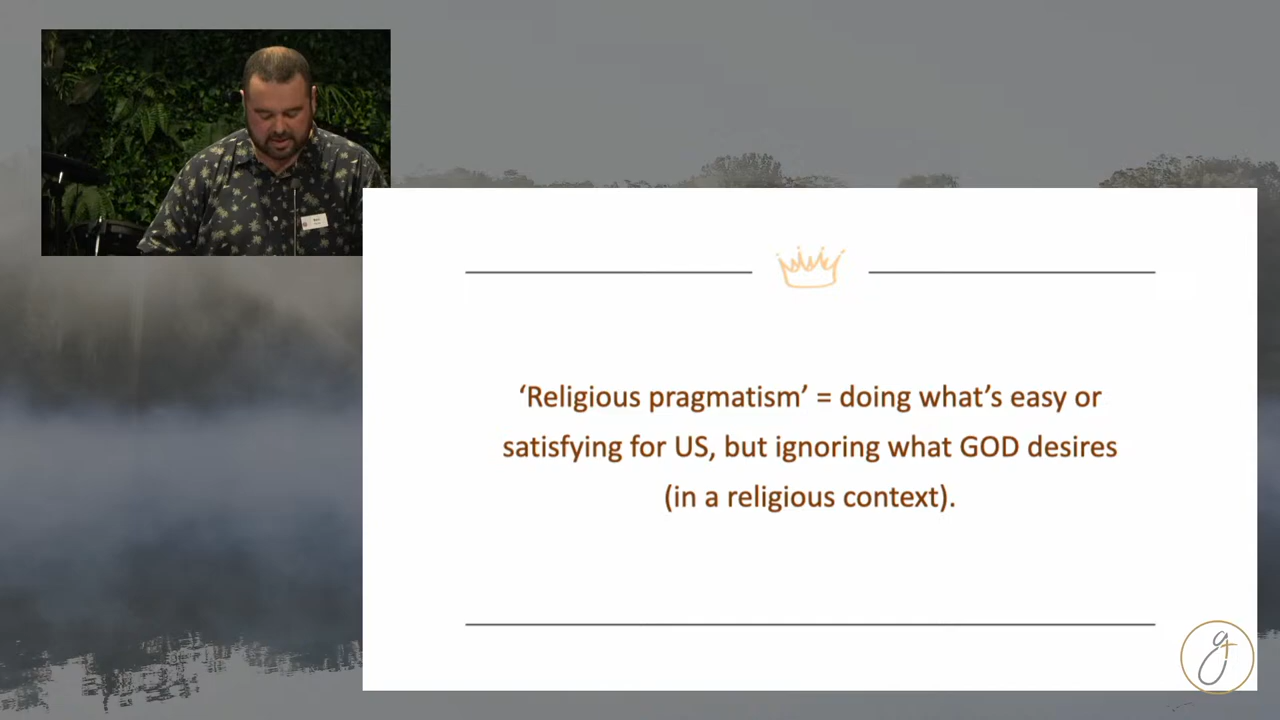 ‘Religious pragmatism’ = doing what’s easy or
satisfying for US, but ignoring what GOD desires
(in a religious context).